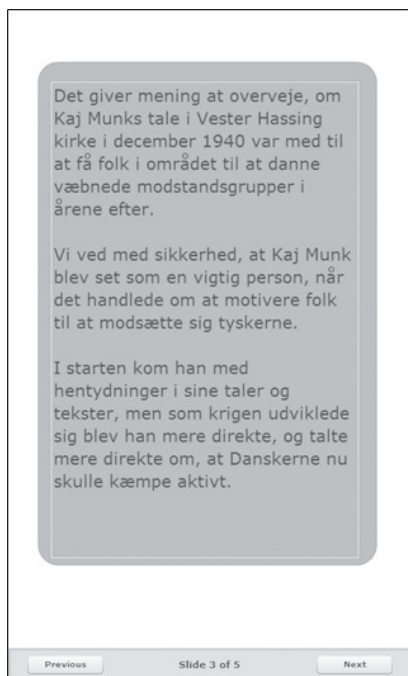 Det giver mening at overveje, om
Kaj Munks tale i Vester Hassing
kirke i december 1940 var med til
at få folk i området til at danne
væbnede modstandsgrupper i
årene efter.
Vi ved med sikkerhed, at Kaj Munk
blev set som en vigtig person, når
det handlede om at motivere folk
til at modsætte sig tyskerne.
I starten kom han med
hentydninger i sine taler og
tekster, men som krigen udviklede
sig blev han mere direkte, og talte
mere direkte om, at Danskerne nu
skulle kæmpe aktivt.
Previous Slide 3 of 5 Next